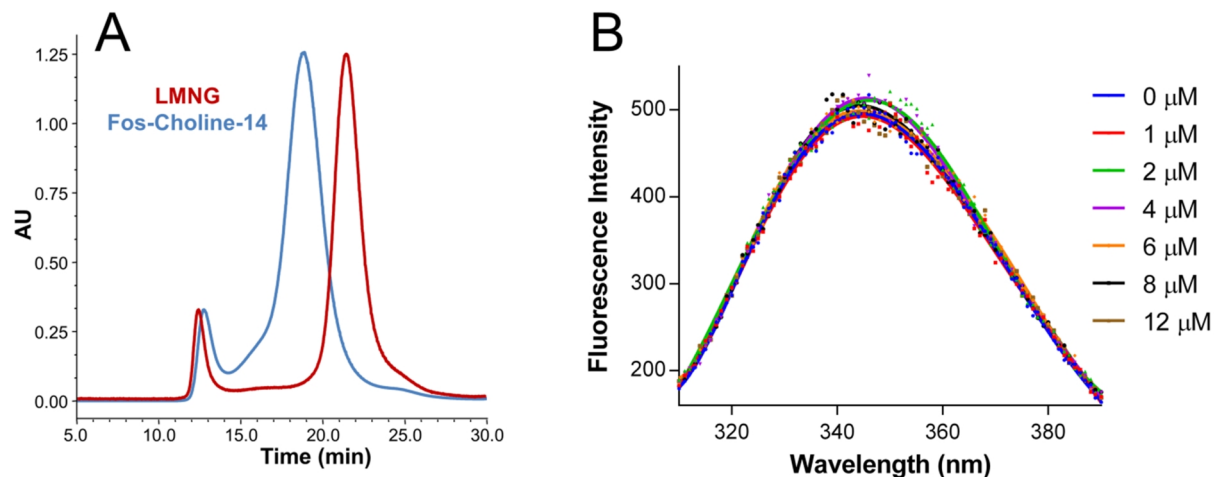 A
LMNG
Fos-Choline-14
AU
1.25
1.00
0.75
0.50
0.25
0.00
5.0 10.0 15.0 20.0 25.0 30.0
Time (min)
B
Fluorescence Intensity
500
400
300
200
320 340 360 380
Wavelength (nm)
0 μM
1 μM
2 μM
4 μM
6 μM
8 μM
12 μM